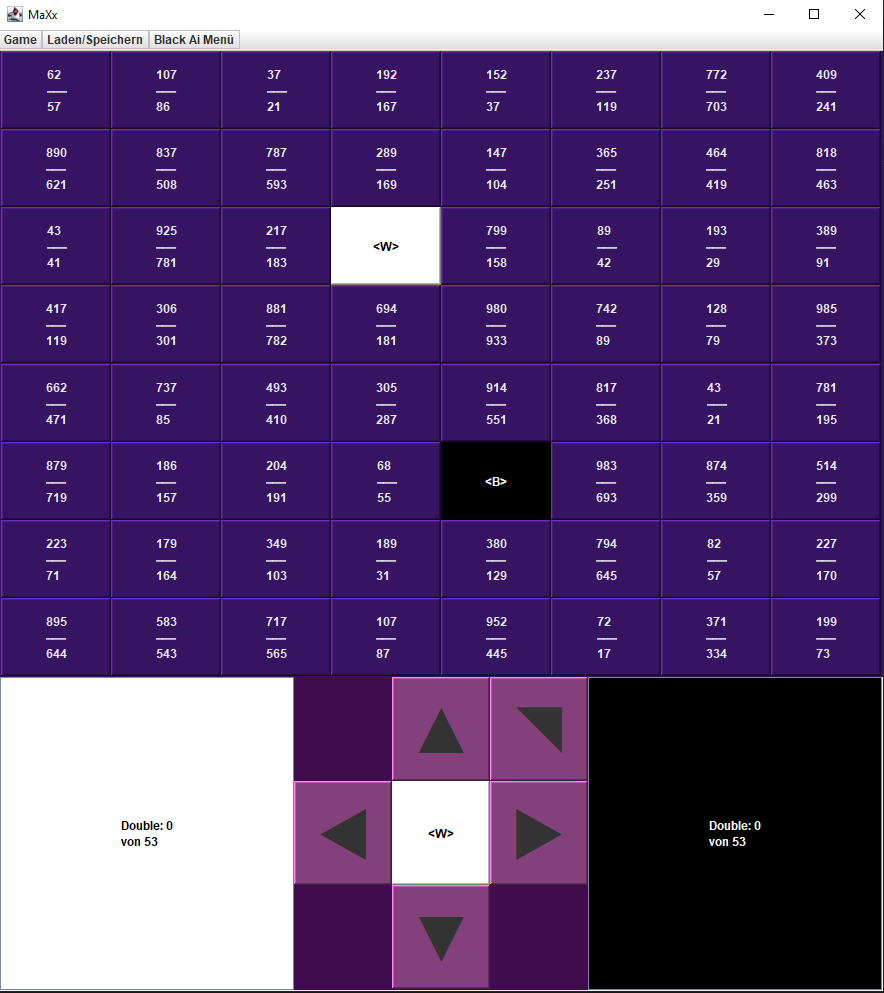 MaXx
Game Laden/Speichern Black Ai Menü
62 107 37 192 152 237 772 409
57 86 21 167 37 119 703 241
890 837 787 289 147 365 464 818
621 508 593 169 104 251 419 463
43 925 217 <W> 799 89 193 389
41 781 183 158 42 29 91
417 306 881 694 980 742 128 985
119 301 782 181 933 89 79 373
662 737 493 305 914 817 43 781
471 85 410 287 551 368 21 195
879 186 204 68 <B> 983 874 514
719 157 191 55 693 359 299
223 179 349 189 380 794 82 227
71 164 103 31 129 645 57 170
895 583 717 107 952 72 371 199
644 543 565 87 445 17 334 73
Double: 0
von 53
<W>
Double: 0
von 53